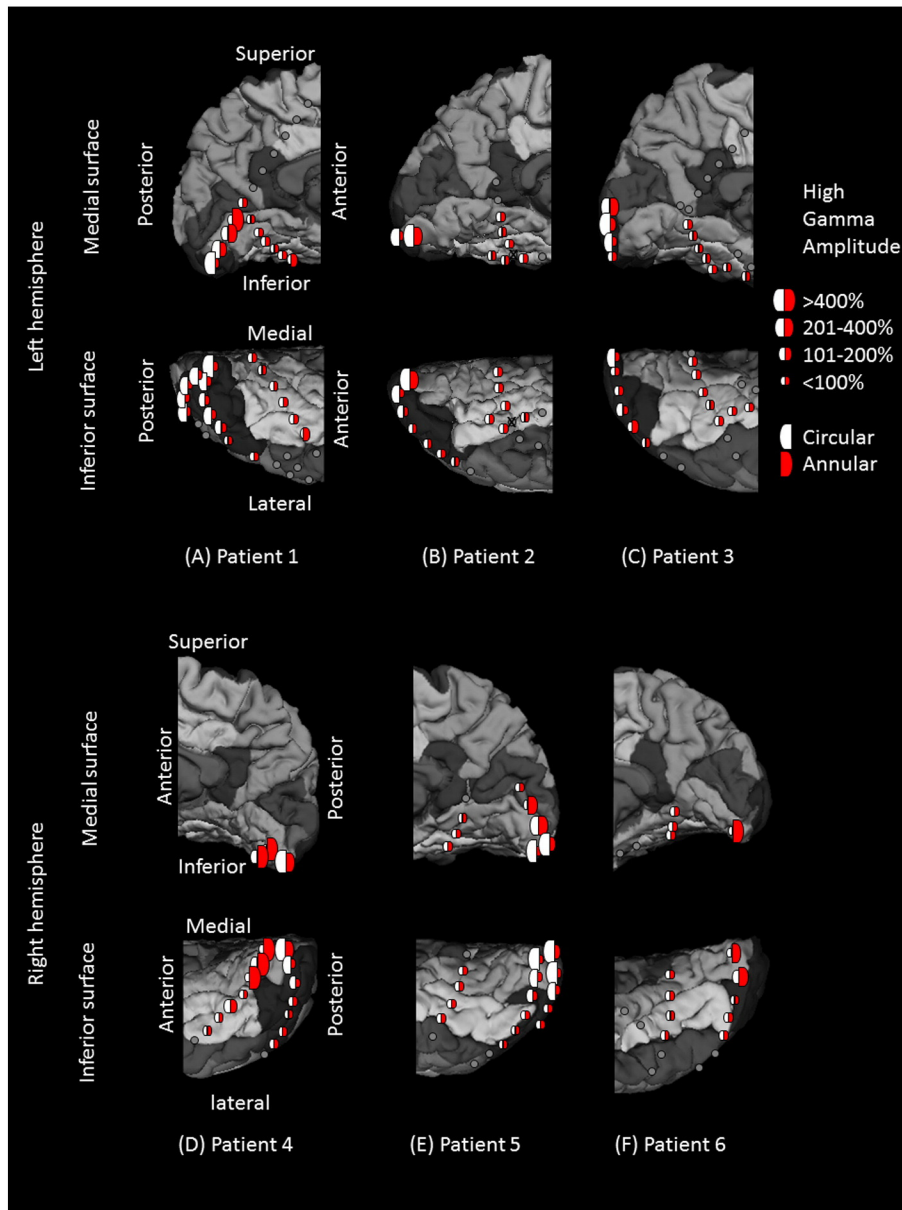 Left hemisphere
Medial surface
Superior
Posterior
Anterior
Inferior
High
Gamma
Amplitude
>400%
201-400%
101-200%
<100%
Circular
Annular
Inferior surface
Medial
Posterior
Anterior
Lateral
(A) Patient 1
(B) Patient 2
(C) Patient 3
Right hemisphere
Medial surface
Superior
Anterior
Posterior
Inferior
Inferior surface
Medial
Anterior
Posterior
lateral
(D) Patient 4
(E) Patient 5
(F) Patient 6